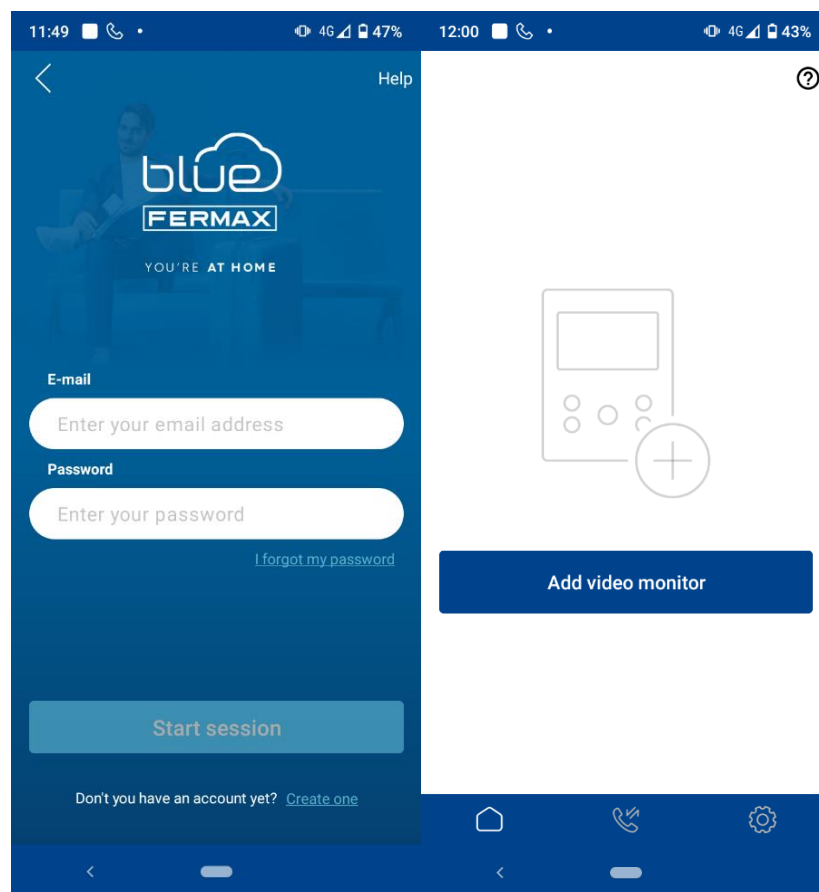 11:49
4G 47%
Help
blue
FERMAX
YOU'RE AT HOME
E-mail
Enter your email address
Password
Enter your password
I forgot my password
Start session
Don't you have an account yet? Create one
12:00
4G 43%
?
Add video monitor